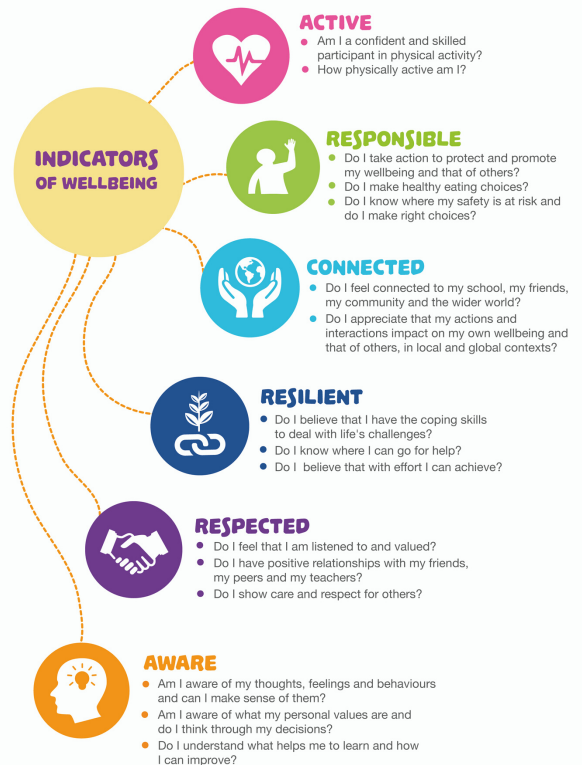 ACTIVE
Am I a confident and skilled
participant in physical activity?
How physically active am I?
INDICATORS
OF WELLBEING
RESPONSIBLE
Do I take action to protect and promote
my wellbeing and that of others?
Do I make healthy eating choices?
Do I know where my safety is at risk and
do I make right choices?
CONNECTED
Do I feel connected to my school, my friends,
my community and the wider world?
Do I appreciate that my actions and
interactions impact on my own wellbeing and
that of others, in local and global contexts?
RESILIENT
Do I believe that I have the coping skills
to deal with life's challenges?
Do I know where I can go for help?
Do I believe that with effort I can achieve?
RESPECTED
Do I feel that I am listened to and valued?
Do I have positive relationships with my friends,
my peers and my teachers?
Do I show care and respect for others?
AWARE
Am I aware of my thoughts, feelings and behaviours
and can I make sense of them?
Am I aware of what my personal values are and
do I think through my decisions?
Do I understand what helps me to learn and how
I can improve?